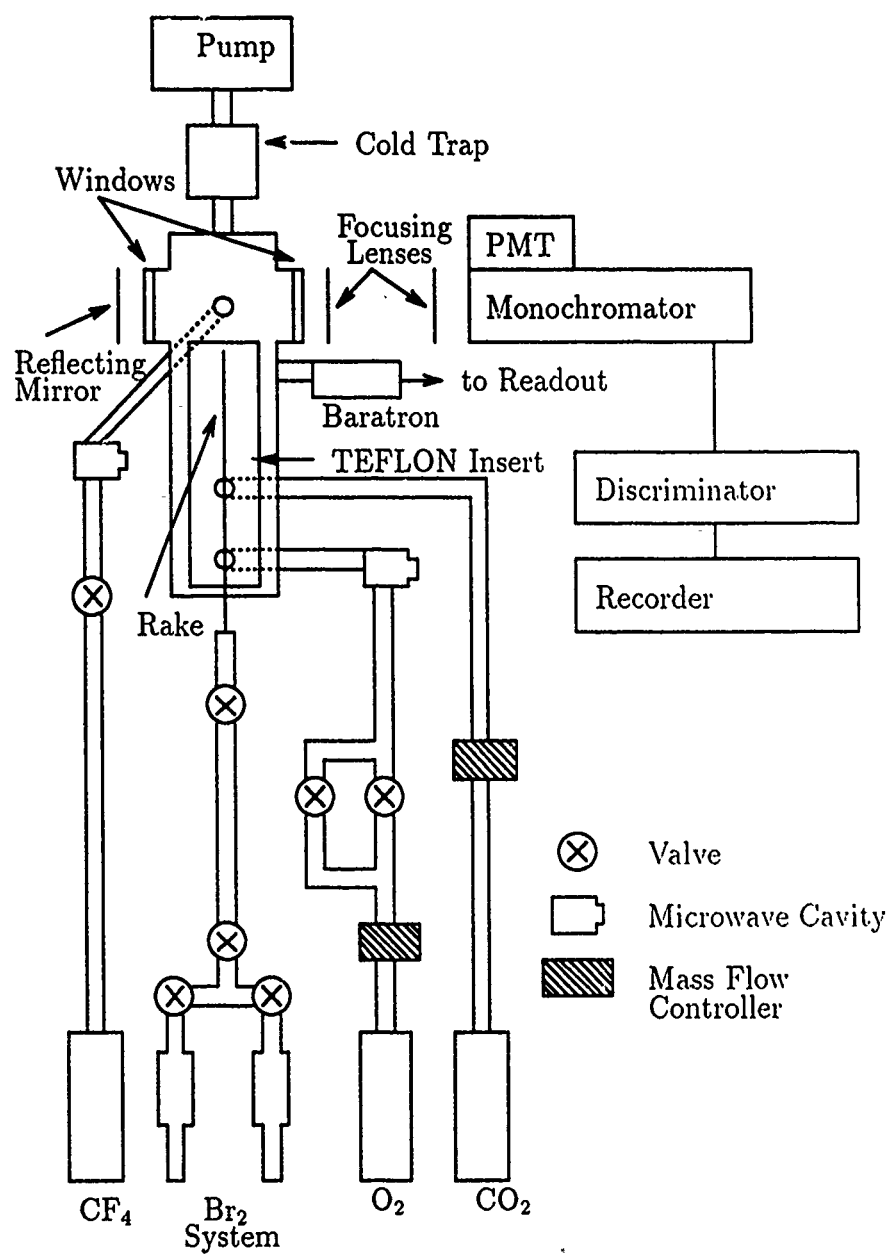 Pump
Cold Trap
Windows
Focusing
Lenses
PMT
Monochromator
Reflecting
Mirror
to Readout
Baratron
TEFLON Insert
Discriminator
Rake
Recorder
Valve
Microwave Cavity
Mass Flow
Controller
CF₄
Br₂
System
O₂
CO₂